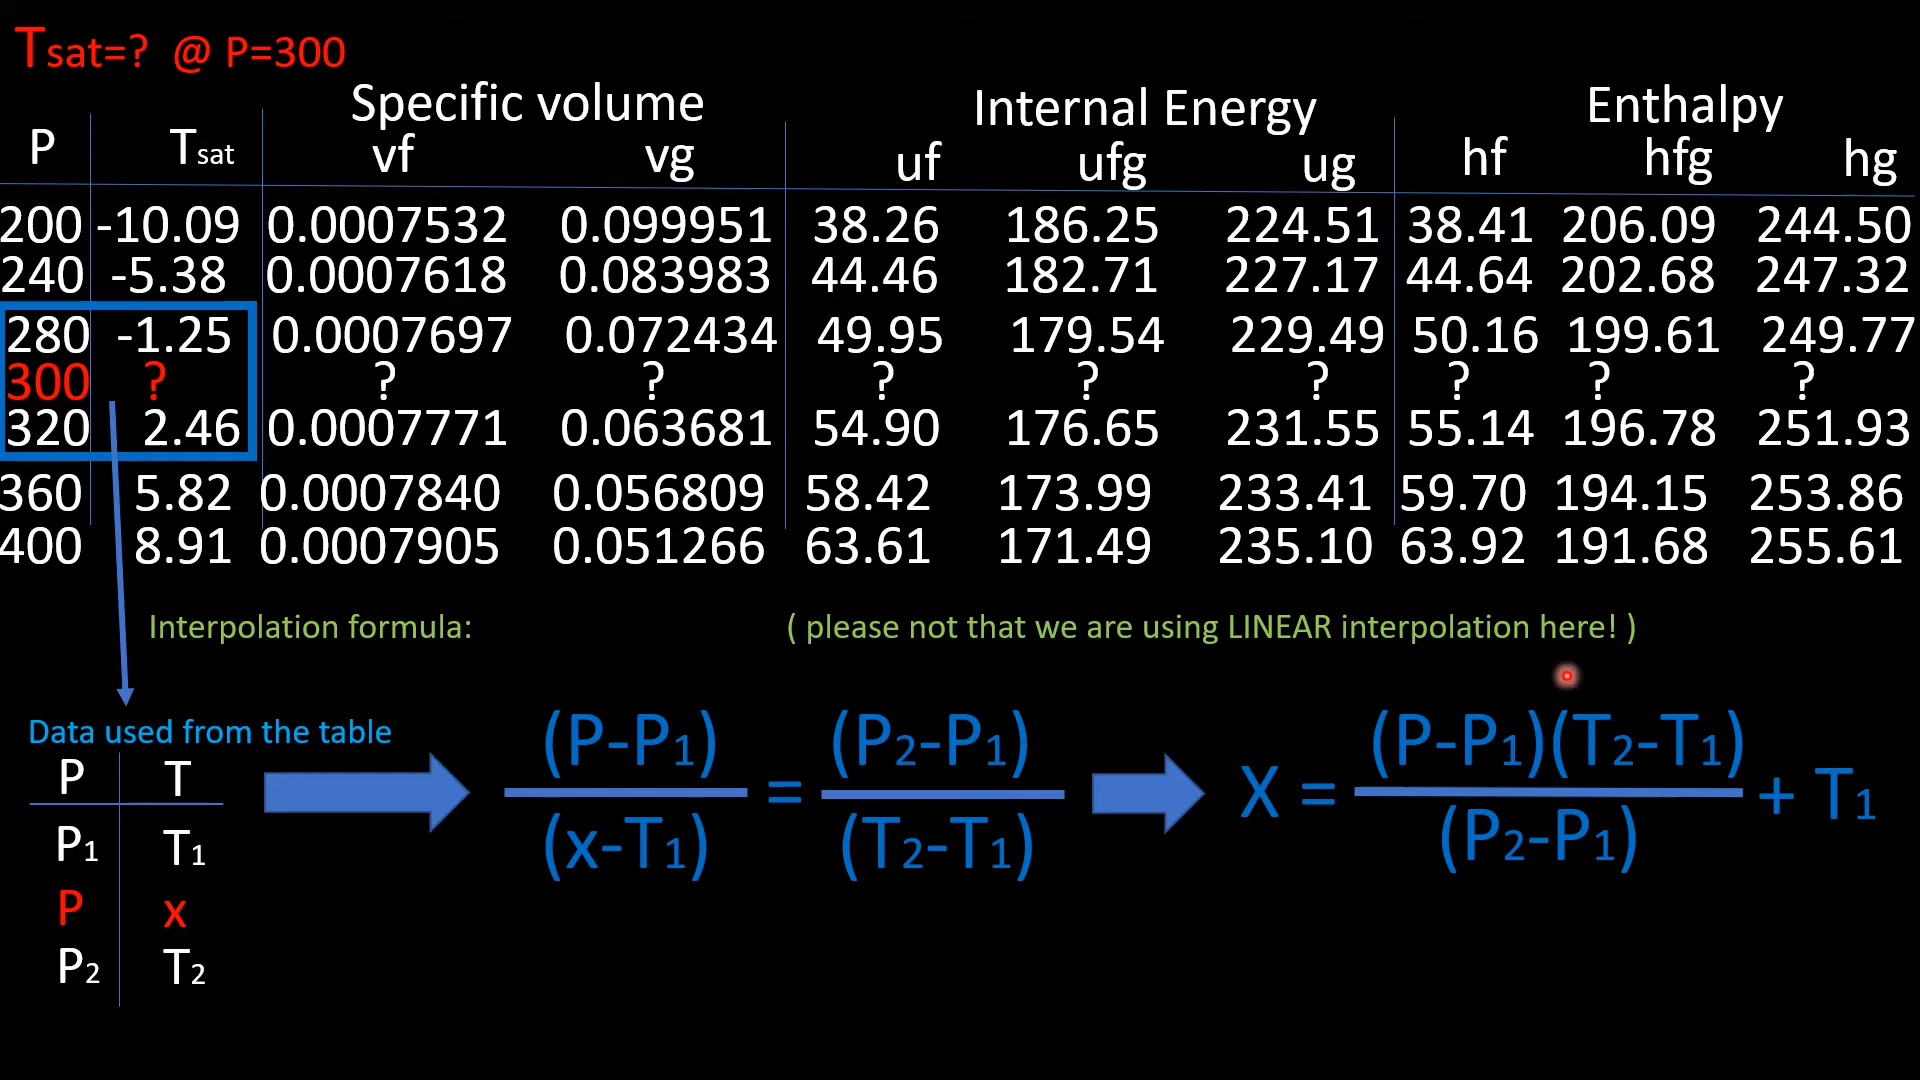 Tsat=? @ P=300
Specific volume Internal Energy Enthalpy
P Tsat vf vg uf ufg ug hf hfg hg
200 -10.09 0.0007532 0.099951 38.26 186.25 224.51 38.41 206.09 244.50
240 -5.38 0.0007618 0.083983 44.46 182.71 227.17 44.64 202.68 247.32
280 -1.25 0.0007697 0.072434 49.95 179.54 229.49 50.16 199.61 249.77
300 ? ? ? ? ? ? ? ? ?
320 2.46 0.0007771 0.063681 54.90 176.65 231.55 55.14 196.78 251.93
360 5.82 0.0007840 0.056809 58.42 173.99 233.41 59.70 194.15 253.86
400 8.91 0.0007905 0.051266 63.61 171.49 235.10 63.92 191.68 255.61
Interpolation formula: ( please not that we are using LINEAR interpolation here! )
Data used from the table
P T
P1 T1
P x
P2 T2
(P-P1) = (P2-P1)
(x-T1) (T2-T1)
X = (P-P1)(T2-T1) + T1
(P2-P1)